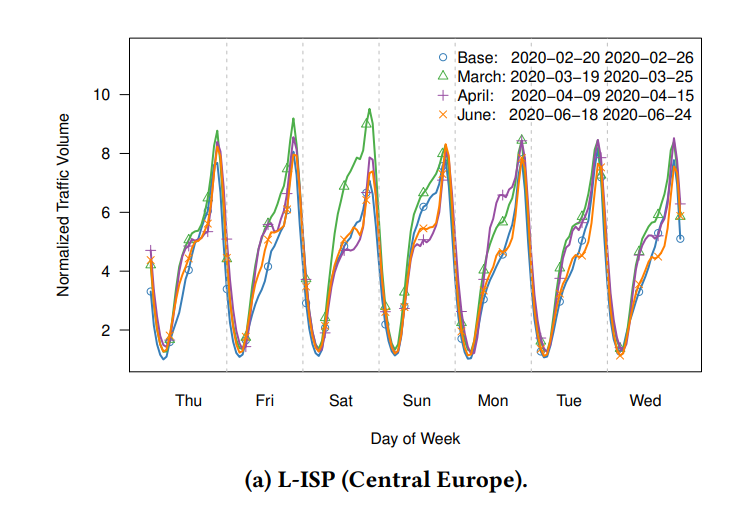 Base: 2020−02−20 2020−02−26
March: 2020−03−19 2020−03−25
April: 2020−04−09 2020−04−15
June: 2020−06−18 2020−06−24
Normalized Traffic Volume
10
8
6
4
2
Thu Fri Sat Sun Mon Tue Wed
Day of Week
(a) L-ISP (Central Europe).